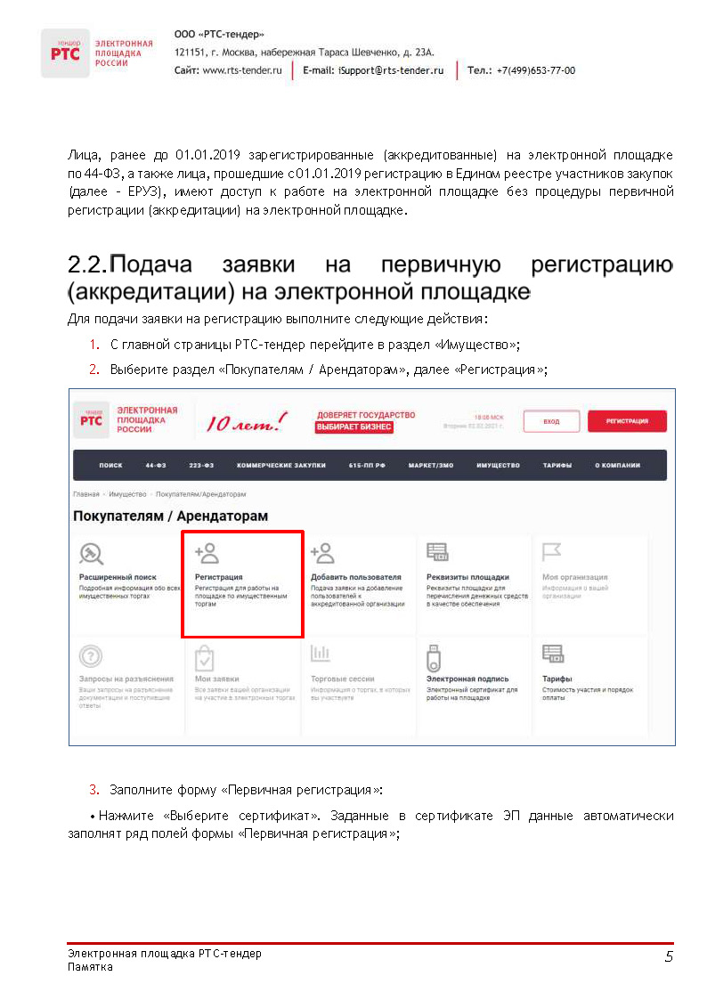 тендер
РТС
ЭЛЕКТРОННАЯ
ПЛОЩАДКА
РОССИИ
ООО «РТС-тендер»
121151, г. Москва, набережная Тараса Шевченко, д. 23А.
Сайт: www.rts-tender.ru | E-mail: iSupport@rts-tender.ru | Тел.: +7(499)653-77-00
Лица, ранее до 01.01.2019 зарегистрированные (аккредитованные) на электронной площадке
по 44-ФЗ, а также лица, прошедшие с 01.01.2019 регистрацию в Едином реестре участников закупок
(далее - ЕРУЗ), имеют доступ к работе на электронной площадке без процедуры первичной
регистрации (аккредитации) на электронной площадке.
2.2. Подача заявки на первичную регистрацию
(аккредитации) на электронной площадке
Для подачи заявки на регистрацию выполните следующие действия:
1. С главной страницы РТС-тендер перейдите в раздел «Имущество»;
2. Выберите раздел «Покупателям / Арендаторам», далее «Регистрация»;
тендер
РТС
ЭЛЕКТРОННАЯ
ПЛОЩАДКА
РОССИИ
10 лет!
ДОВЕРЯЕТ ГОСУДАРСТВО
ВЫБИРАЕТ БИЗНЕС
18:08 МСК
Вторник 02.02.2021 г.
ВХОД
РЕГИСТРАЦИЯ
ПОИСК 44-ФЗ 223-ФЗ КОММЕРЧЕСКИЕ ЗАКУПКИ 615-ПП РФ МАРКЕТ/ЗМО ИМУЩЕСТВО ТАРИФЫ О КОМПАНИИ
Главная · Имущество · Покупателям/Арендаторам
Покупателям / Арендаторам
Расширенный поиск
Подробная информация обо всех
имущественных торгах
Регистрация
Регистрация для работы на
площадке по имущественным
торгам
Добавить пользователя
Подача заявки на добавление
пользователей к
аккредитованной организации
Реквизиты площадки
Реквизиты площадки для
перечисления денежных средств
в качестве обеспечения
Моя организация
Информация о вашей
организации
Запросы на разъяснения
Ваши запросы на разъяснение
документации и поступившие
ответы
Мои заявки
Все заявки вашей организации
на участие в электронных торгах
Торговые сессии
Информация о торгах, в которых
вы участвуете
Электронная подпись
Электронный сертификат для
работы на площадке
Тарифы
Стоимость участия и порядок
оплаты
3. Заполните форму «Первичная регистрация»:
• Нажмите «Выберите сертификат». Заданные в сертификате ЭП данные автоматически
заполнят ряд полей формы «Первичная регистрация»;
Электронная площадка РТС-тендер
Памятка
5